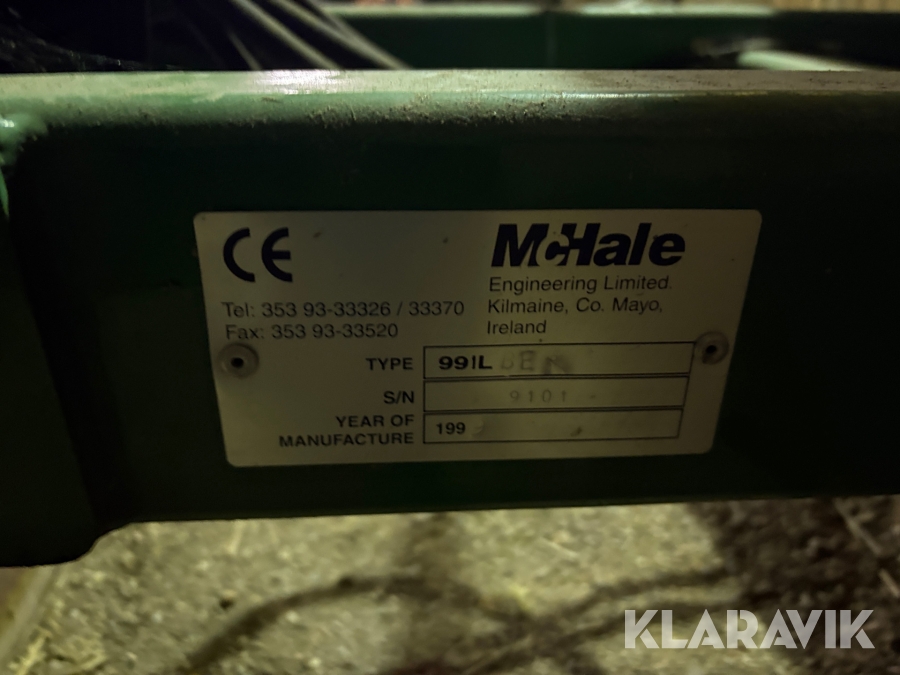 CE
McHale
Engineering Limited.
Kilmaine, Co. Mayo,
Ireland
Tel: 353 93-33326 / 33370
Fax: 353 93-33520
TYPE 991L
S/N 9101
YEAR OF
MANUFACTURE 199
KLARAVIK